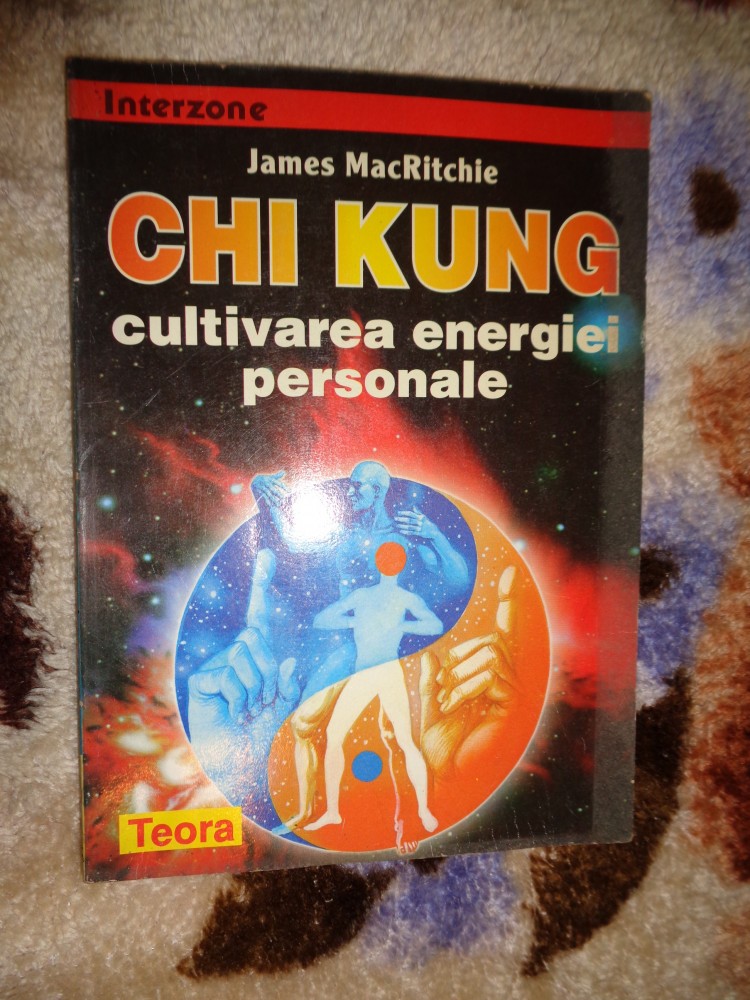 Interzone
James MacRitchie
CHI KUNG
cultivarea energiei
personale
Teora